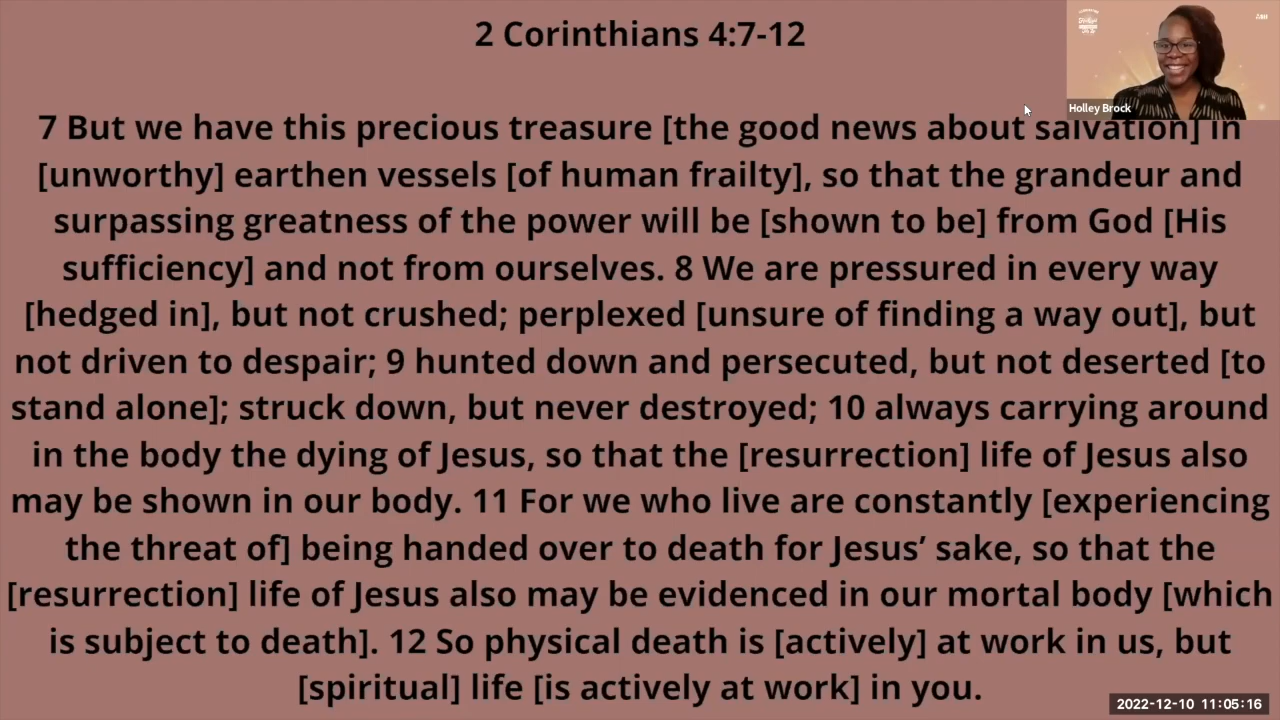 2 Corinthians 4:7-12
Holley Brock
7 But we have this precious treasure [the good news about salvation] in
[unworthy] earthen vessels [of human frailty], so that the grandeur and
surpassing greatness of the power will be [shown to be] from God [His
sufficiency] and not from ourselves. 8 We are pressured in every way
[hedged in], but not crushed; perplexed [unsure of finding a way out], but
not driven to despair; 9 hunted down and persecuted, but not deserted [to
stand alone]; struck down, but never destroyed; 10 always carrying around
in the body the dying of Jesus, so that the [resurrection] life of Jesus also
may be shown in our body. 11 For we who live are constantly [experiencing
the threat of] being handed over to death for Jesus’ sake, so that the
[resurrection] life of Jesus also may be evidenced in our mortal body [which
is subject to death]. 12 So physical death is [actively] at work in us, but
[spiritual] life [is actively at work] in you.
2022-12-10 11:05:16